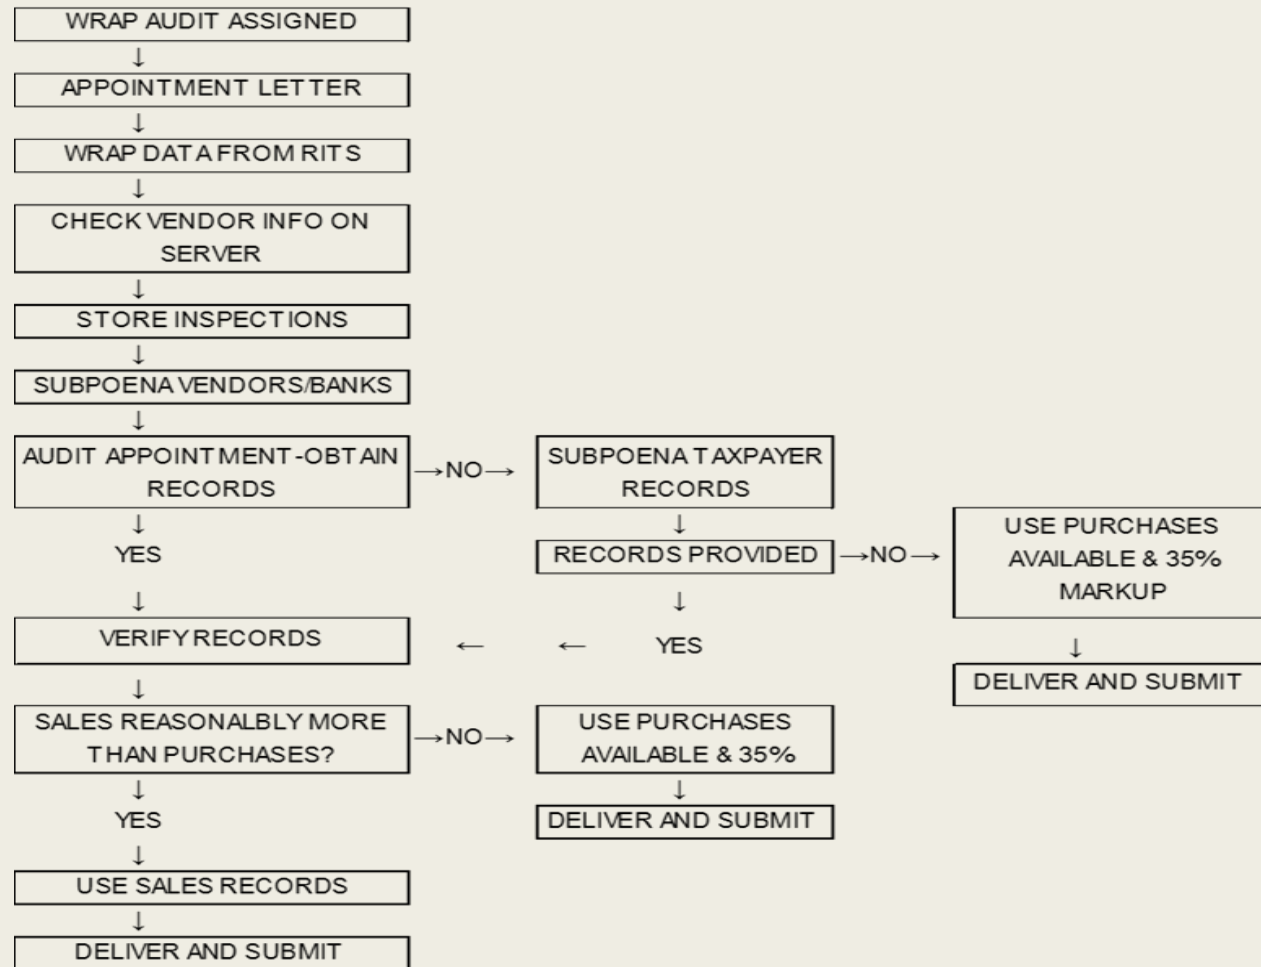 WRAP AUDIT ASSIGNED
↓
APPOINTMENT LETTER
↓
WRAP DATA FROM RITS
↓
CHECK VENDOR INFO ON
SERVER
↓
STORE INSPECTIONS
↓
SUBPOENA VENDORS/BANKS
↓
AUDIT APPOINTMENT-OBTAIN
RECORDS
→NO→
SUBPOENA TAXPAYER
RECORDS
↓
YES
↓
RECORDS PROVIDED
→NO→
USE PURCHASES
AVAILABLE & 35%
MARKUP
↓
DELIVER AND SUBMIT
↓
↓
YES
← ←
VERIFY RECORDS
↓
SALES REASONALBLY MORE
THAN PURCHASES?
→NO→
USE PURCHASES
AVAILABLE & 35%
↓
DELIVER AND SUBMIT
↓
YES
↓
USE SALES RECORDS
↓
DELIVER AND SUBMIT